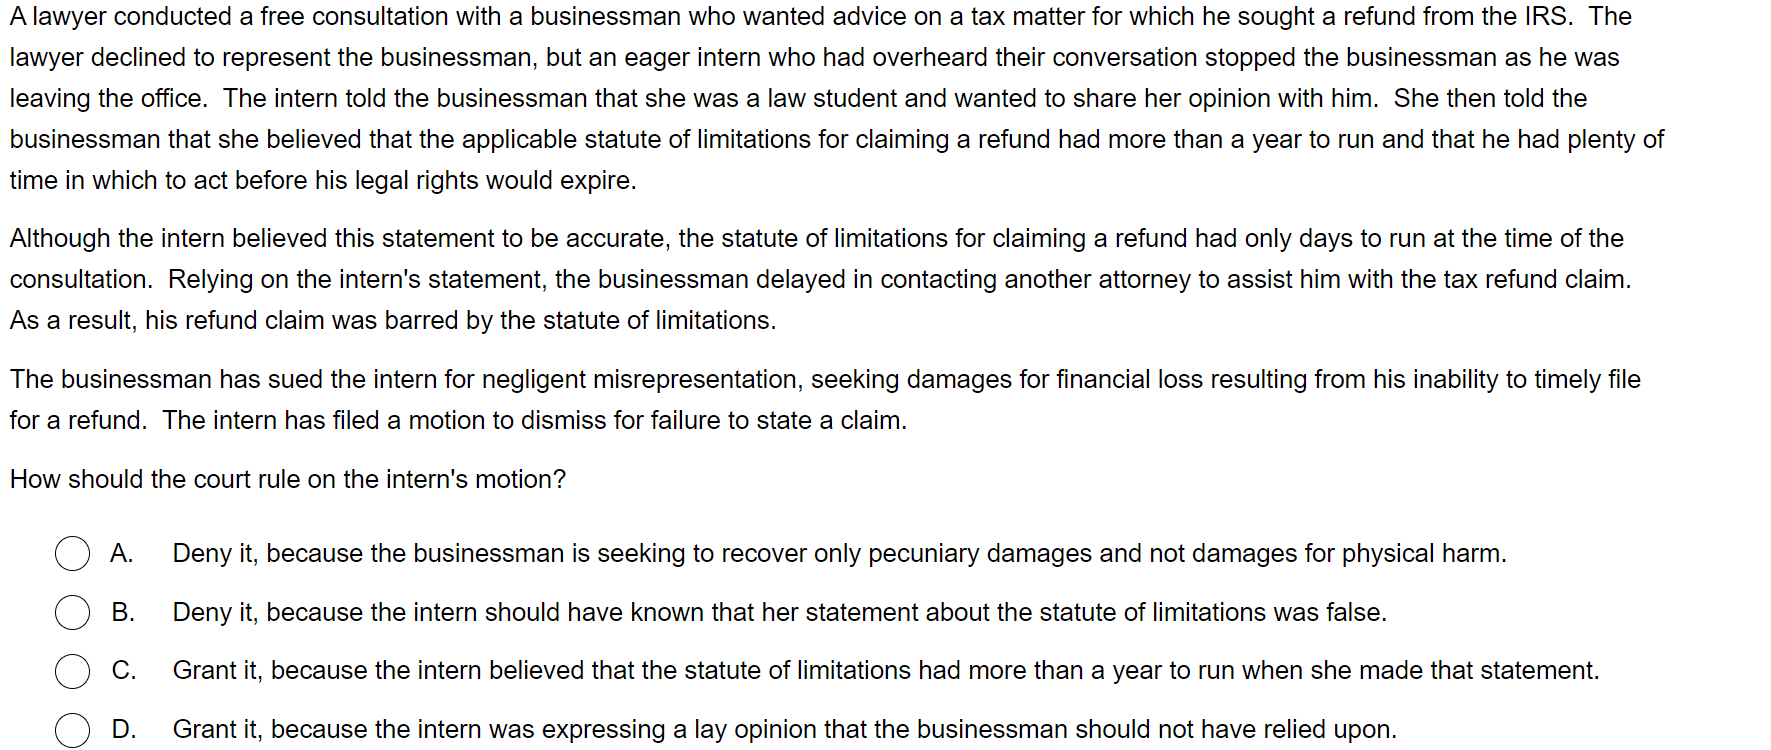 A lawyer conducted a free consultation with a businessman who wanted advice on a tax matter for which he sought a refund from the IRS.  The
lawyer declined to represent the businessman, but an eager intern who had overheard their conversation stopped the businessman as he was
leaving the office.  The intern told the businessman that she was a law student and wanted to share her opinion with him.  She then told the
businessman that she believed that the applicable statute of limitations for claiming a refund had more than a year to run and that he had plenty of
time in which to act before his legal rights would expire.
Although the intern believed this statement to be accurate, the statute of limitations for claiming a refund had only days to run at the time of the
consultation.  Relying on the intern's statement, the businessman delayed in contacting another attorney to assist him with the tax refund claim.
As a result, his refund claim was barred by the statute of limitations.
The businessman has sued the intern for negligent misrepresentation, seeking damages for financial loss resulting from his inability to timely file
for a refund.  The intern has filed a motion to dismiss for failure to state a claim.
How should the court rule on the intern's motion?
A. Deny it, because the businessman is seeking to recover only pecuniary damages and not damages for physical harm.
B. Deny it, because the intern should have known that her statement about the statute of limitations was false.
C. Grant it, because the intern believed that the statute of limitations had more than a year to run when she made that statement.
D. Grant it, because the intern was expressing a lay opinion that the businessman should not have relied upon.